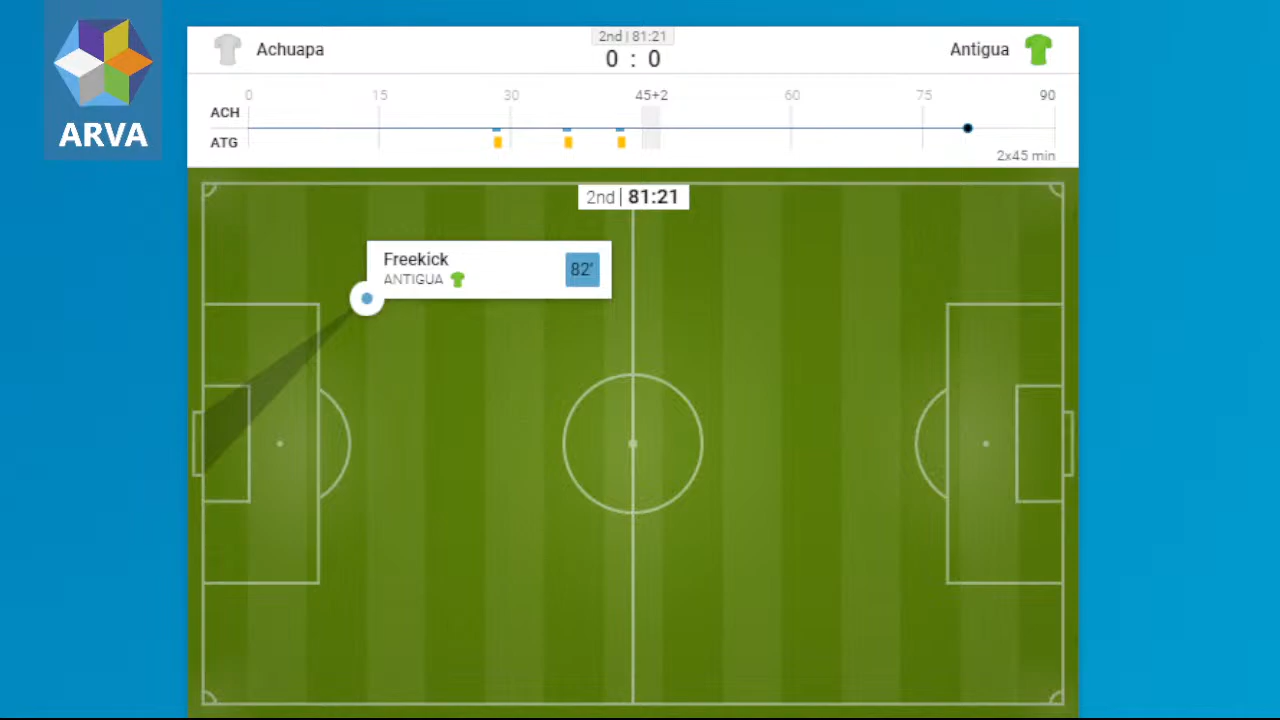 ARVA
Achuapa
2nd | 81:21
0 : 0
Antigua
0 15 30 45+2 60 75 90
ACH
ATG
2x45 min
2nd | 81:21
Freekick
ANTIGUA
82'